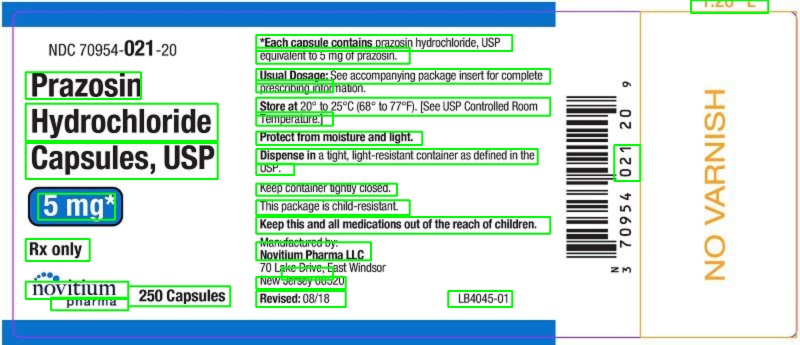 NDC 70954-021-20
Prazosin
Hydrochloride
Capsules, USP
5 mg*
Rx only
novitium
pharma
250 Capsules
*Each capsule contains prazosin hydrochloride, USP
equivalent to 5 mg of prazosin.
Usual Dosage: See accompanying package insert for complete
prescribing information.
Store at 20° to 25°C (68° to 77°F). [See USP Controlled Room
Temperature.]
Protect from moisture and light.
Dispense in a tight, light-resistant container as defined in the
USP.
Keep container tightly closed.
This package is child-resistant.
Keep this and all medications out of the reach of children.
Manufactured by:
Novitium Pharma LLC
70 Lake Drive, East Windsor
New Jersey 08520
Revised: 08/18
LB4045-01
N
3 70954 021 20 9
NO VARNISH